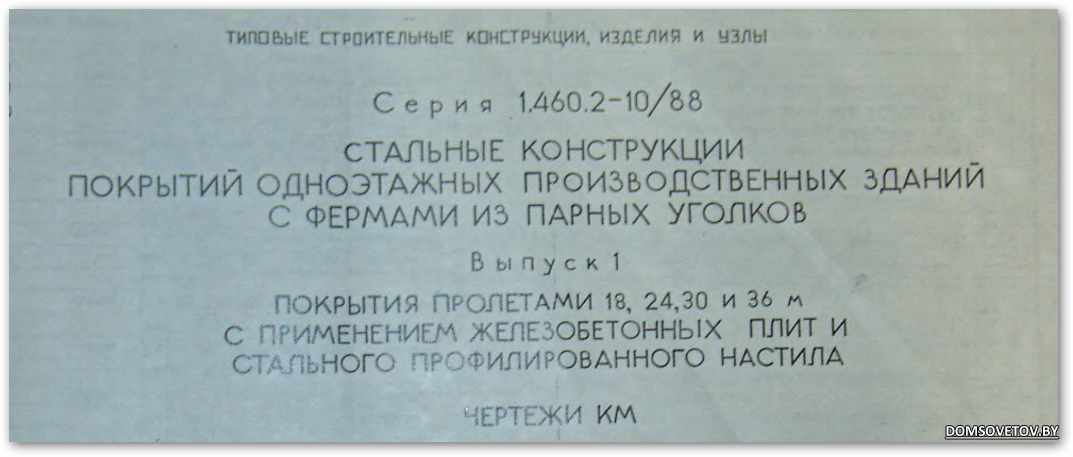 ТИПОВЫЕ СТРОИТЕЛЬНЫЕ КОНСТРУКЦИИ, ИЗДЕЛИЯ И УЗЛЫ
Серия 1.460.2-10/88
СТАЛЬНЫЕ КОНСТРУКЦИИ
ПОКРЫТИЙ ОДНОЭТАЖНЫХ ПРОИЗВОДСТВЕННЫХ ЗДАНИЙ
С ФЕРМАМИ ИЗ ПАРНЫХ УГОЛКОВ
Выпуск 1
ПОКРЫТИЯ ПРОЛЕТАМИ 18, 24,30 И 36 м
С ПРИМЕНЕНИЕМ ЖЕЛЕЗОБЕТОННЫХ ПЛИТ И
СТАЛЬНОГО ПРОФИЛИРОВАННОГО НАСТИЛА
ЧЕРТЕЖИ КМ
DOMSOVETOV.BY